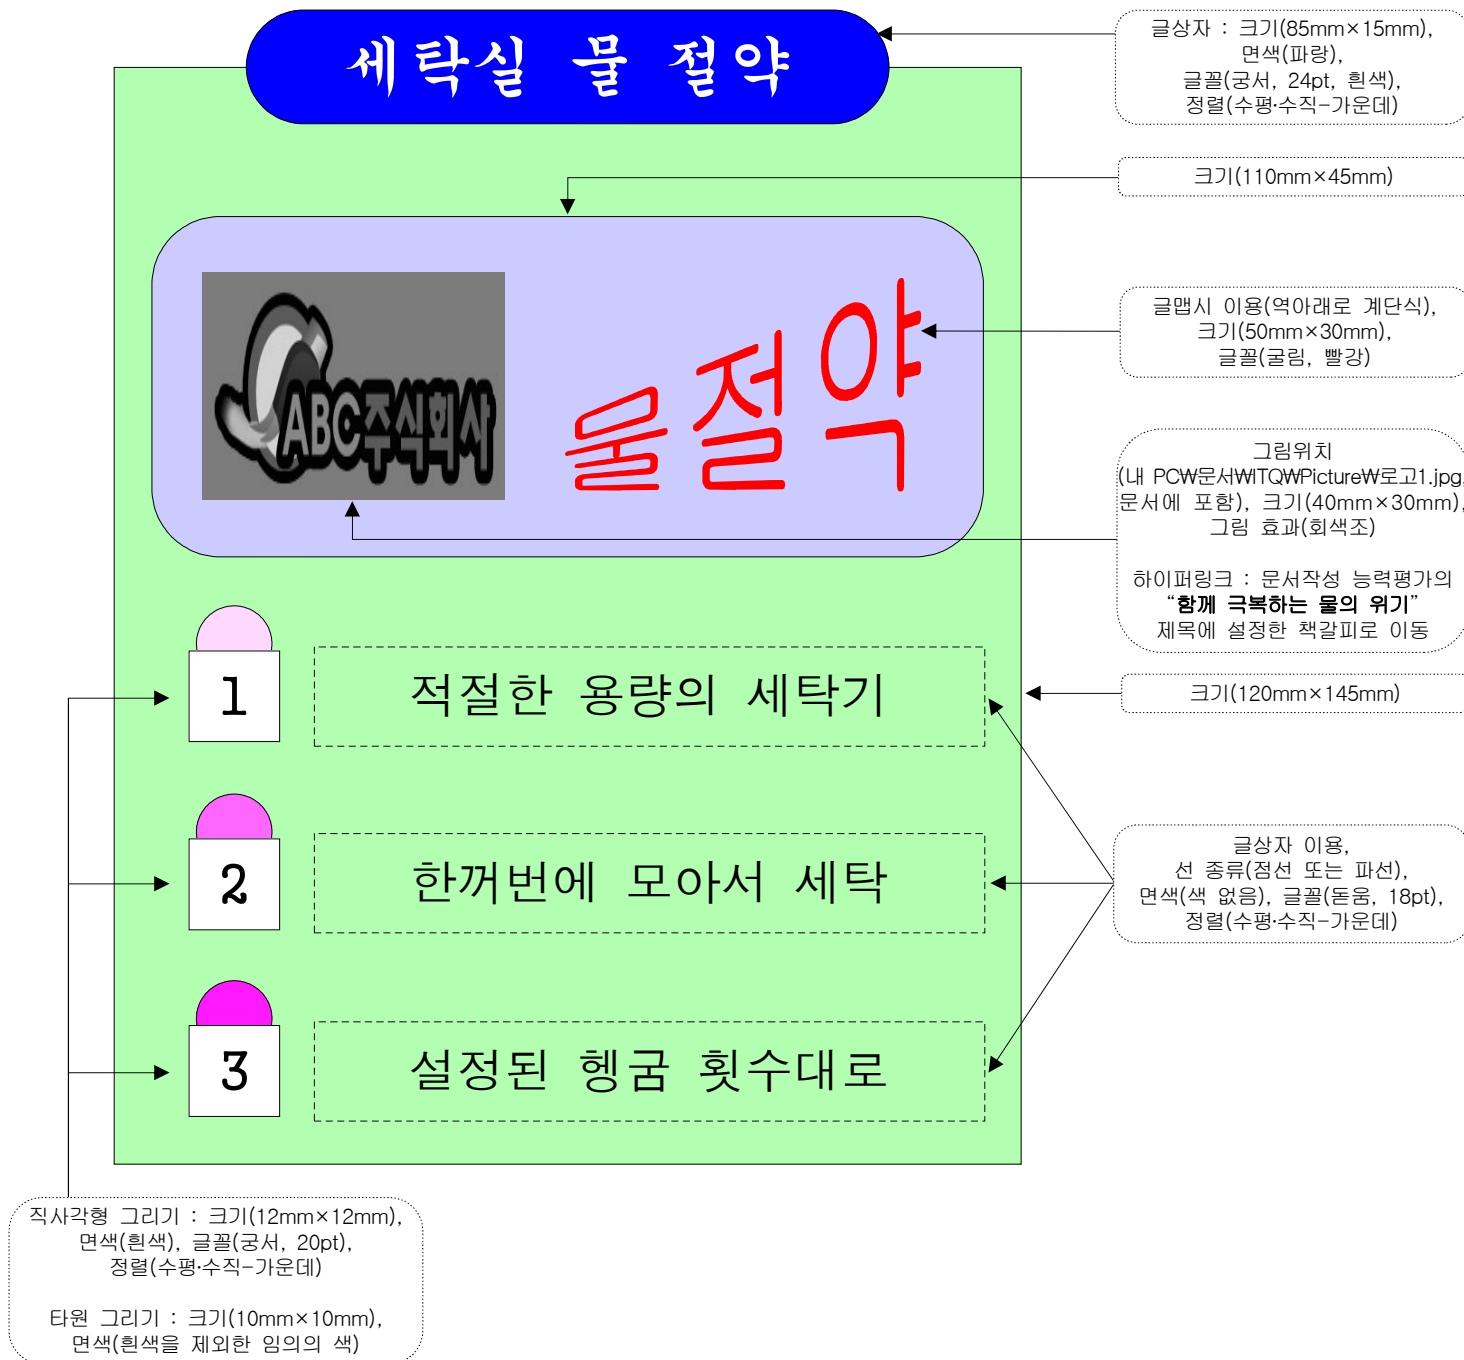 세탁실 물 절약
글상자 : 크기(85mm×15mm),
면색(파랑),
글꼴(궁서, 24pt, 흰색),
정렬(수평·수직-가운데)
크기(110mm×45mm)
ABC주식회사
물절약
글맵시 이용(역아래로 계단식),
크기(50mm×30mm),
글꼴(굴림, 빨강)
그림위치
(내 PC₩문서₩ITQ₩Picture₩로고1.jpg,
문서에 포함), 크기(40mm×30mm),
그림 효과(회색조)
하이퍼링크 : 문서작성 능력평가의
“함께 극복하는 물의 위기”
제목에 설정한 책갈피로 이동
1
적절한 용량의 세탁기
크기(120mm×145mm)
2
한꺼번에 모아서 세탁
글상자 이용,
선 종류(점선 또는 파선),
면색(색 없음), 글꼴(돋움, 18pt),
정렬(수평·수직-가운데)
3
설정된 헹굼 횟수대로
직사각형 그리기 : 크기(12mm×12mm),
면색(흰색), 글꼴(궁서, 20pt),
정렬(수평·수직-가운데)
타원 그리기 : 크기(10mm×10mm),
면색(흰색을 제외한 임의의 색)